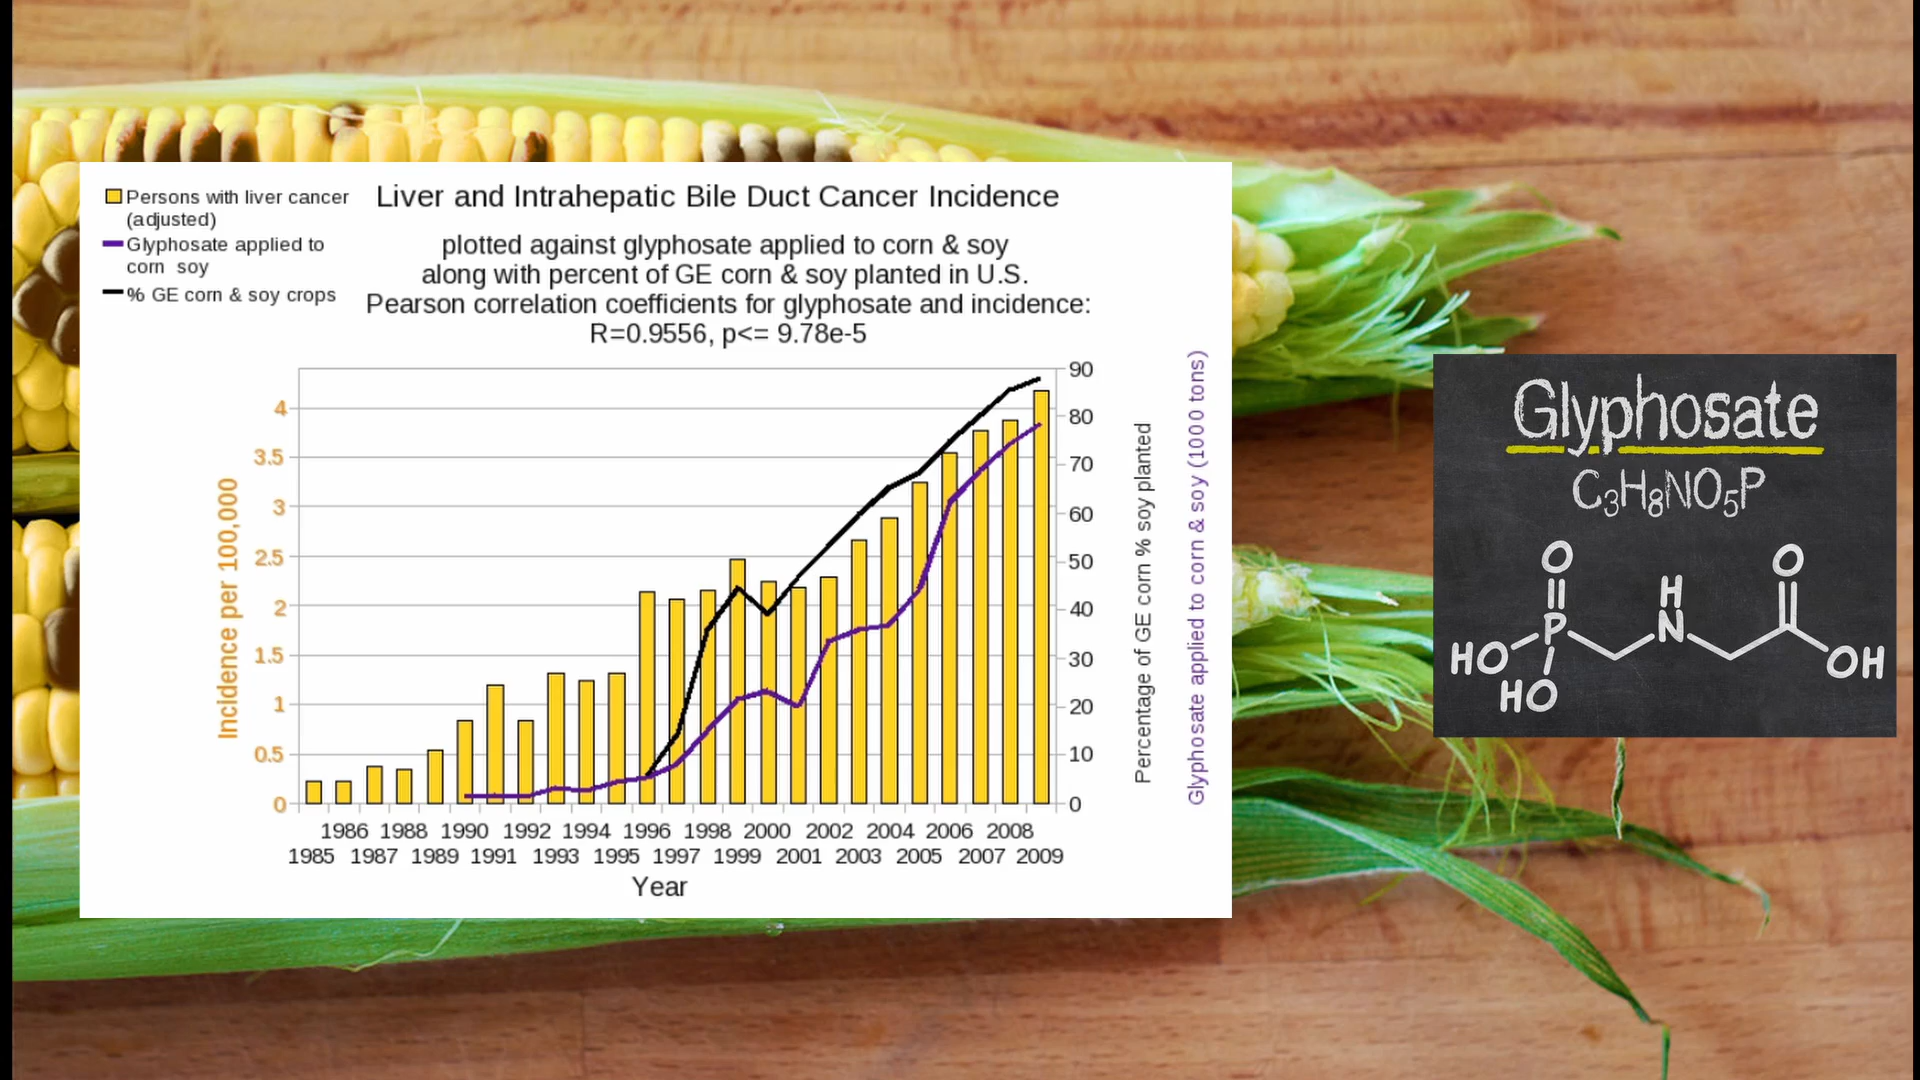 Persons with liver cancer
(adjusted)
Glyphosate applied to
corn  soy
% GE corn & soy crops
Liver and Intrahepatic Bile Duct Cancer Incidence
plotted against glyphosate applied to corn & soy
along with percent of GE corn & soy planted in U.S.
Pearson correlation coefficients for glyphosate and incidence:
R=0.9556, p<= 9.78e-5
Incidence per 100,000
4
3.5
3
2.5
2
1.5
1
0.5
0
90
80
70
60
50
40
30
20
10
0
Percentage of GE corn % soy planted
Glyphosate applied to corn & soy (1000 tons)
1986 1988 1990 1992 1994 1996 1998 2000 2002 2004 2006 2008
1985 1987 1989 1991 1993 1995 1997 1999 2001 2003 2005 2007 2009
Year
Glyphosate
C₃H₈NO₅P
O
O
H
N
P
HO
OH
HO